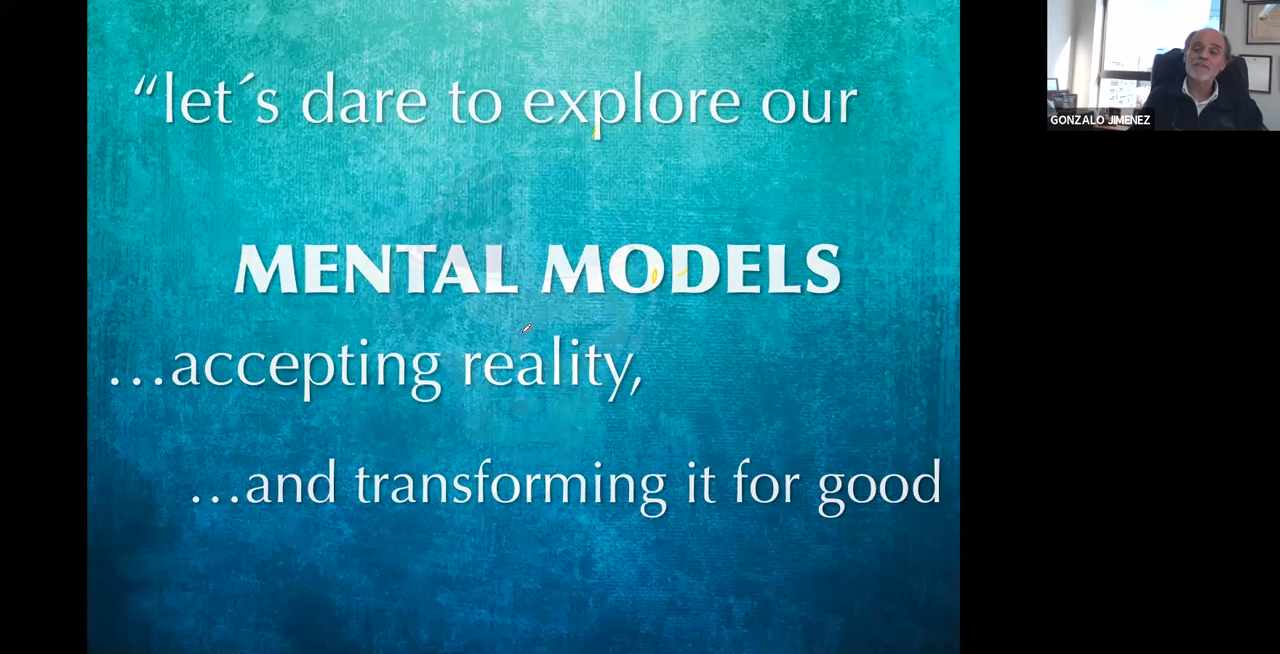 “let´s dare to explore our
MENTAL MODELS
…accepting reality,
…and transforming it for good
GONZALO JIMENEZ